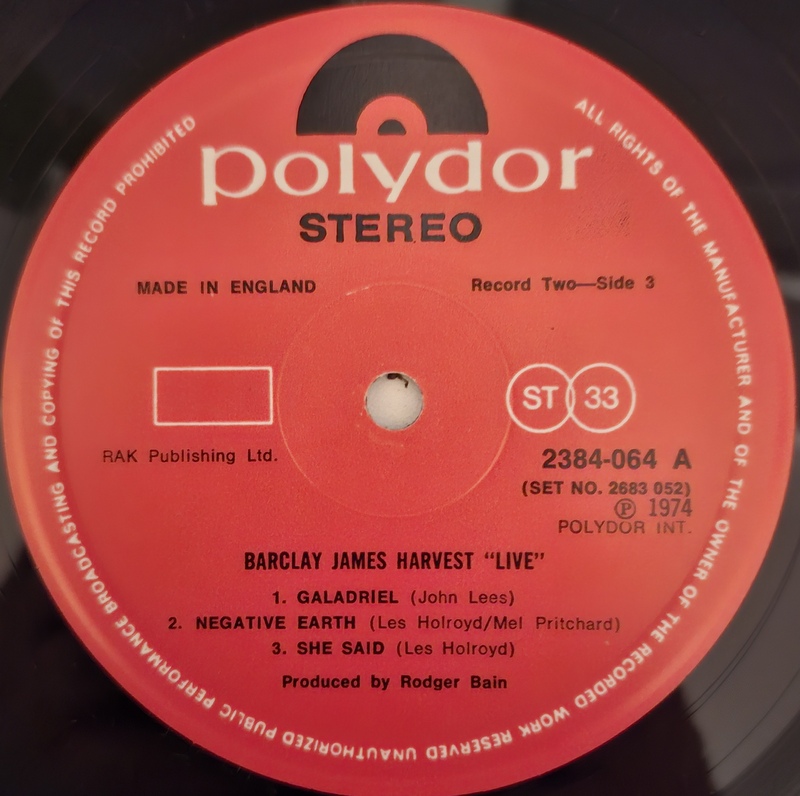 polydor
STEREO
MADE IN ENGLAND
Record Two—Side 3
ST 33
RAK Publishing Ltd.
2384-064 A
(SET NO. 2683 052)
℗ 1974
POLYDOR INT.
BARCLAY JAMES HARVEST “LIVE”
1. GALADRIEL (John Lees)
2. NEGATIVE EARTH (Les Holroyd/Mel Pritchard)
3. SHE SAID (Les Holroyd)
Produced by Rodger Bain
ALL RIGHTS OF THE MANUFACTURER AND OF THE OWNER OF THE RECORDED WORK RESERVED UNAUTHORIZED PUBLIC PERFORMANCE BROADCASTING AND COPYING OF THIS RECORD PROHIBITED